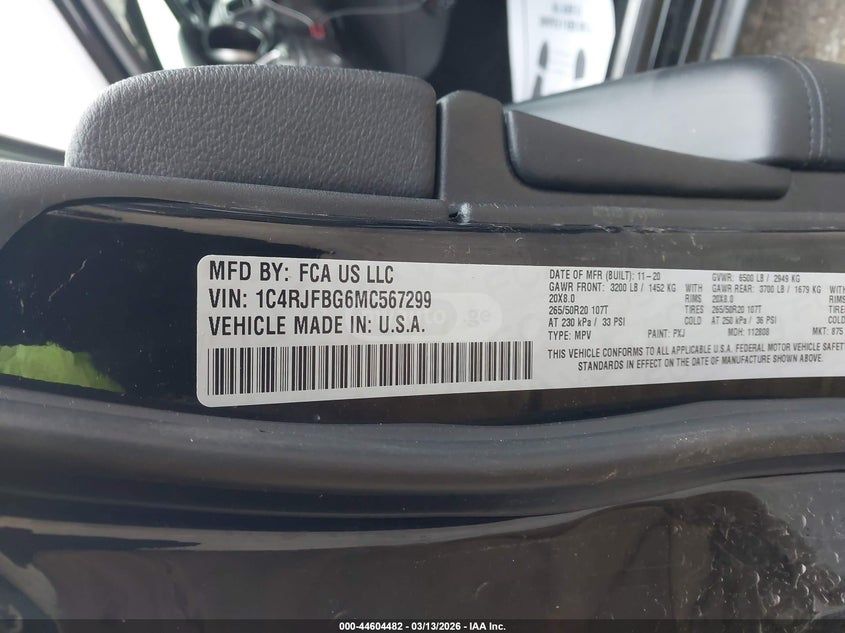 MFD BY: FCA US LLC
VIN: 1C4RJFBG6MC567299
VEHICLE MADE IN: U.S.A.
DATE OF MFR (BUILT): 11-20
GAWR FRONT: 3200 LB / 1452 KG WITH
20X8.0 RIMS
265/50R20 107T TIRES
AT 230 kPa / 33 PSI COLD
TYPE: MPV
GVWR: 6500 LB / 2949 KG
GAWR REAR: 3700 LB / 1679 KG WITH
20X8.0 RIMS
265/50R20 107T TIRES
AT 250 kPa / 36 PSI COLD
PAINT: PXJ MDH: 112808 MKT: 875
THIS VEHICLE CONFORMS TO ALL APPLICABLE U.S.A. FEDERAL MOTOR VEHICLE SAFETY
STANDARDS IN EFFECT ON THE DATE OF MANUFACTURE SHOWN ABOVE.
000-44604482 | 03/13/2026 | IAA Inc.